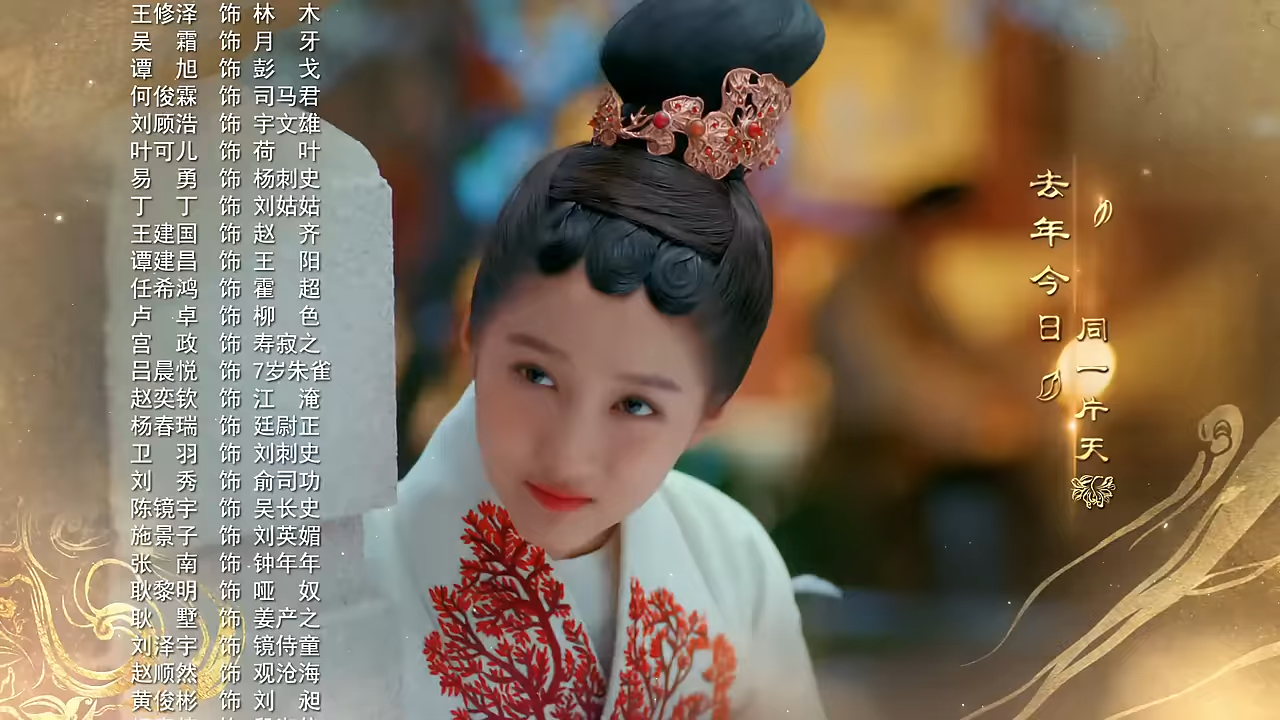 王修泽 饰 林木
吴霜 饰 月牙
谭旭 饰 彭戈
何俊霖 饰 司马君
刘顾浩 饰 宇文雄
叶可儿 饰 荷叶
易勇 饰 杨刺史
丁丁 饰 刘姑姑
王建国 饰 赵齐
谭建昌 饰 王阳
任希鸿 饰 霍超
卢卓 饰 柳色
宫政 饰 寿寂之
吕晨悦 饰 7岁朱雀
赵奕钦 饰 江淹
杨春瑞 饰 廷尉正
卫羽 饰 刘刺史
刘秀 饰 俞司功
陈镜宇 饰 吴长史
施景子 饰 刘英媚
张南 饰 钟年年
耿黎明 饰 哑奴
耿墅 饰 姜产之
刘泽宇 饰 镜侍童
赵顺然 饰 观沧海
黄俊彬 饰 刘昶
去年今日
同一片天